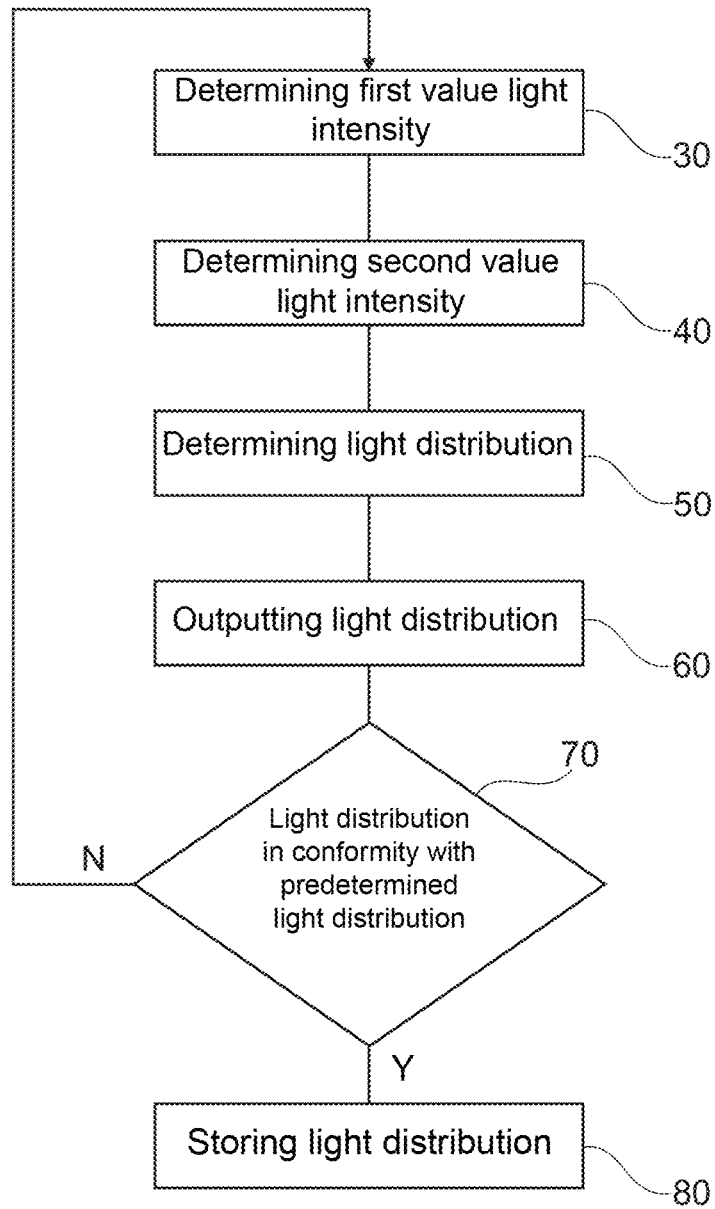 Determining first value light
intensity
30
Determining second value
light intensity
40
Determining light distribution
50
Outputting light distribution
60
70
Light distribution
in conformity with
predetermined
light distribution
N
Y
Storing light distribution
80